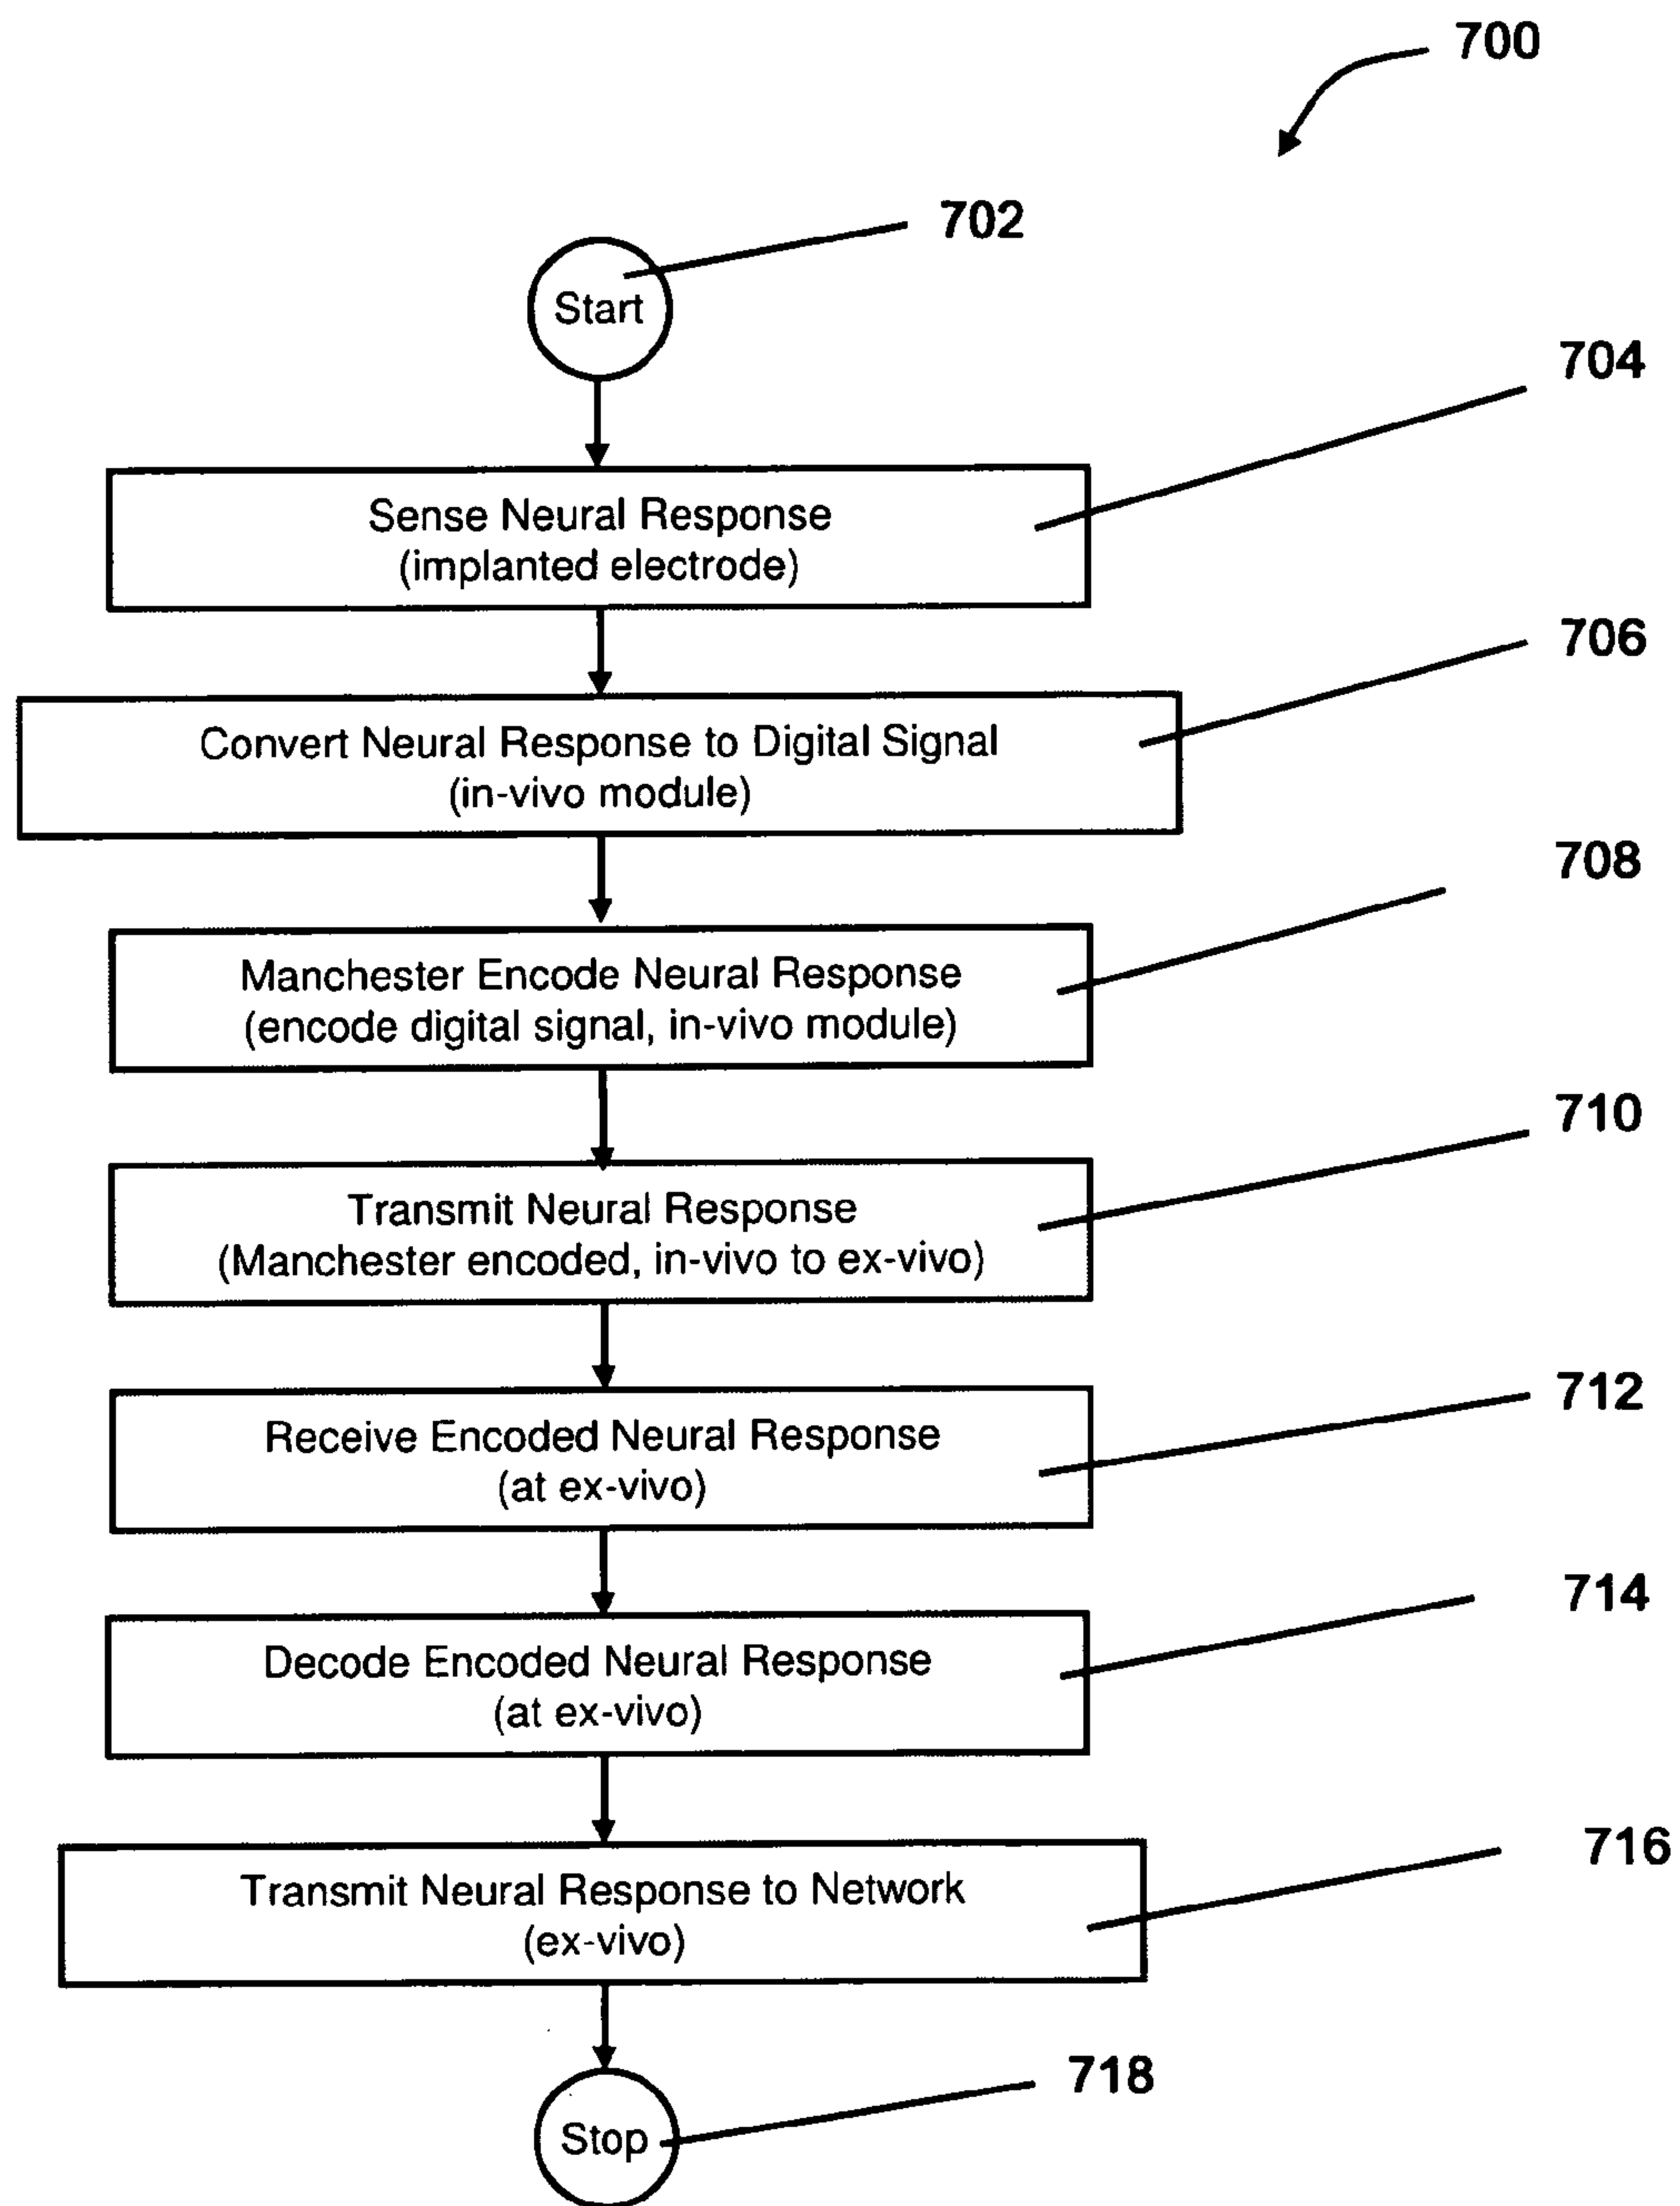 700
702
Start
704
Sense Neural Response
(implanted electrode)
706
Convert Neural Response to Digital Signal
(in-vivo module)
708
Manchester Encode Neural Response
(encode digital signal, in-vivo module)
710
Transmit Neural Response
(Manchester encoded, in-vivo to ex-vivo)
712
Receive Encoded Neural Response
(at ex-vivo)
714
Decode Encoded Neural Response
(at ex-vivo)
716
Transmit Neural Response to Network
(ex-vivo)
718
Stop